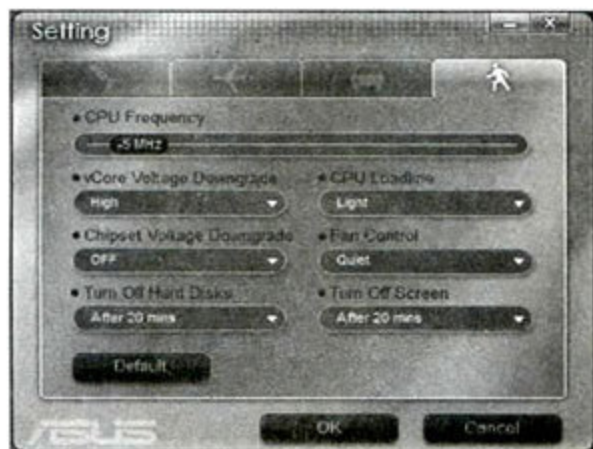 Setting
CPU Frequency
-5 MHz
vCore Voltage Downgrade
CPU Loadline
High
Light
Chipset Voltage Downgrade
Fan Control
OFF
Quiet
Turn Off Hard Disks
Turn Off Screen
After 20 mins
After 20 mins
Default
ASUS
OK
Cancel